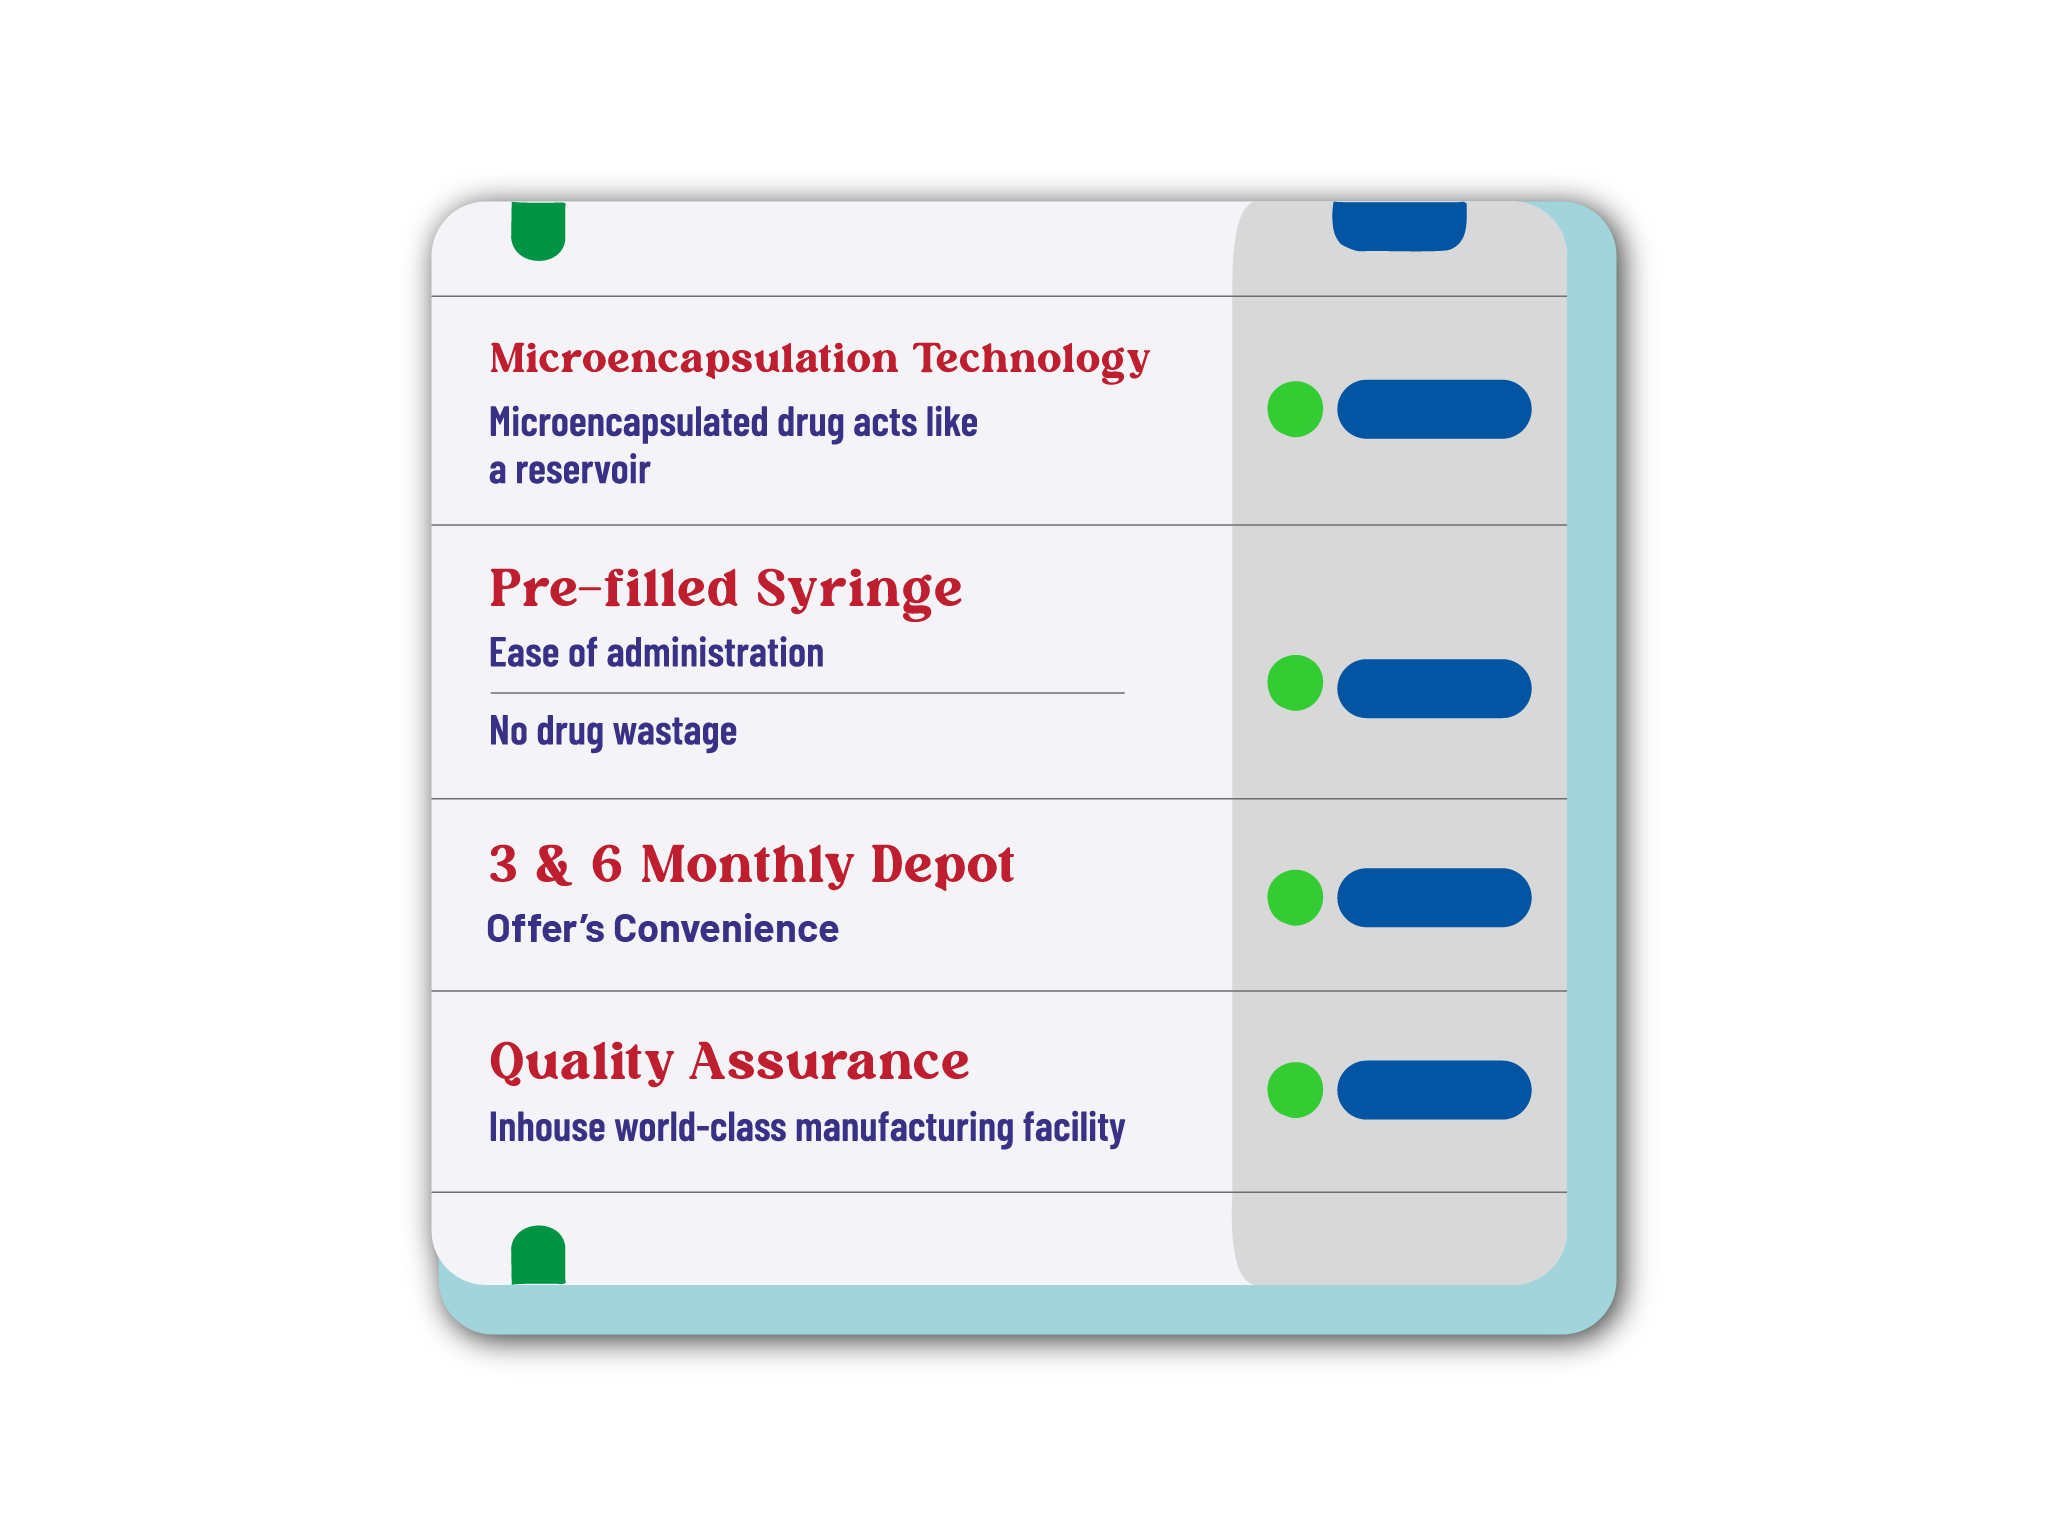 Microencapsulation Technology
Microencapsulated drug acts like
a reservoir
Pre-filled Syringe
Ease of administration
No drug wastage
3 & 6 Monthly Depot
Offer’s Convenience
Quality Assurance
Inhouse world-class manufacturing facility